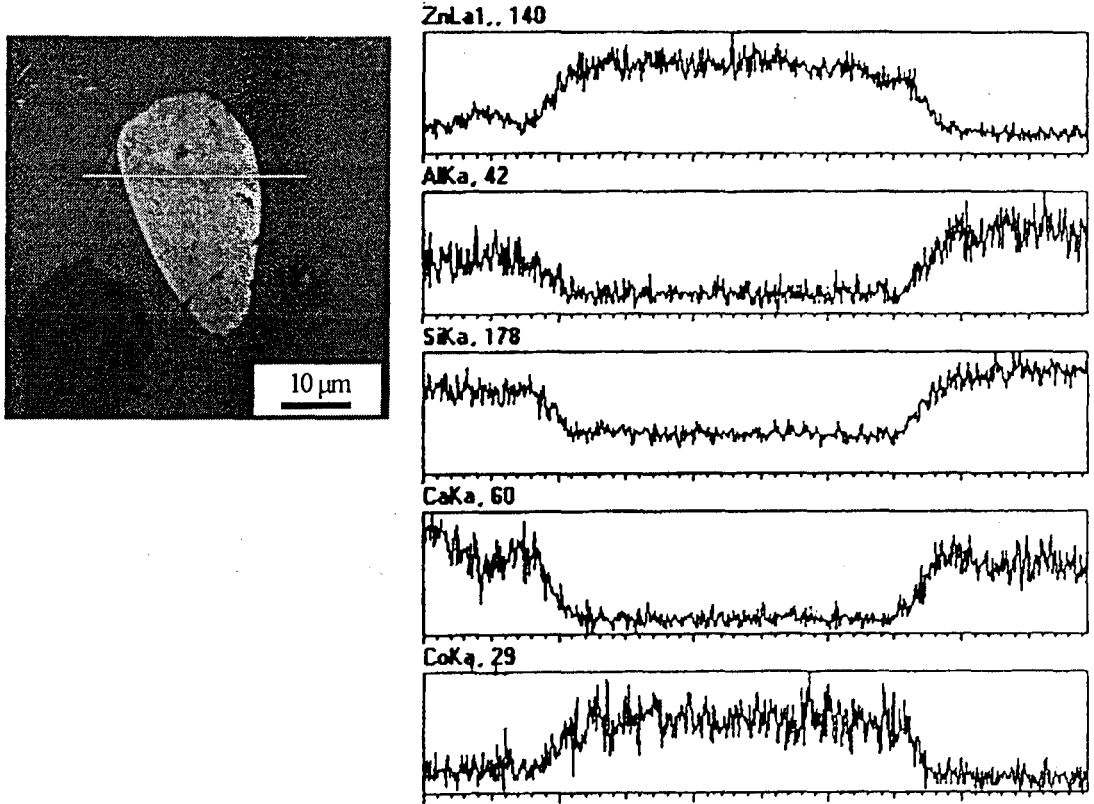 ZnLa1,, 140
AlKa, 42
SiKa, 178
10 µm
CaKa, 60
CoKa, 29